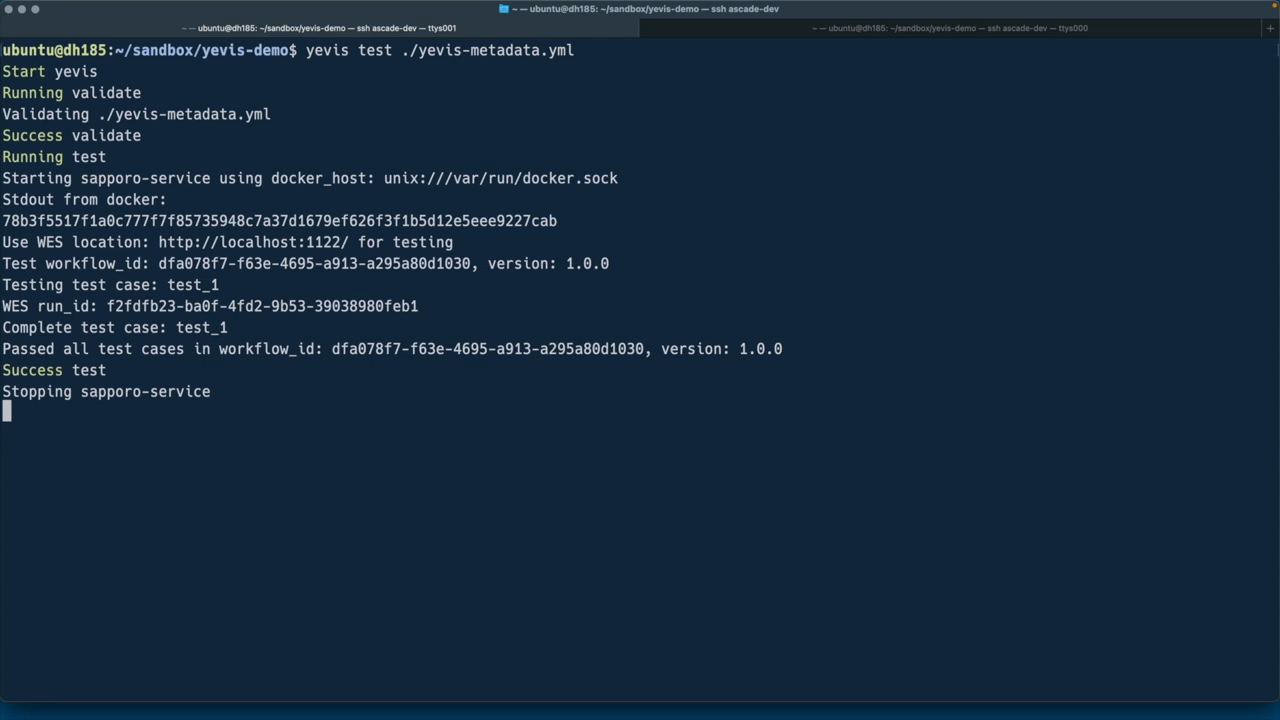 ~ — ubuntu@dh185: ~/sandbox/yevis-demo — ssh ascade-dev
~ — ubuntu@dh185: ~/sandbox/yevis-demo — ssh ascade-dev — ttys001
~ — ubuntu@dh185: ~/sandbox/yevis-demo — ssh ascade-dev — ttys000
+
ubuntu@dh185:~/sandbox/yevis-demo$ yevis test ./yevis-metadata.yml
Start yevis
Running validate
Validating ./yevis-metadata.yml
Success validate
Running test
Starting sapporo-service using docker_host: unix:///var/run/docker.sock
Stdout from docker:
78b3f5517f1a0c777f7f85735948c7a37d1679ef626f3f1b5d12e5eee9227cab
Use WES location: http://localhost:1122/ for testing
Test workflow_id: dfa078f7-f63e-4695-a913-a295a80d1030, version: 1.0.0
Testing test case: test_1
WES run_id: f2fdfb23-ba0f-4fd2-9b53-39038980feb1
Complete test case: test_1
Passed all test cases in workflow_id: dfa078f7-f63e-4695-a913-a295a80d1030, version: 1.0.0
Success test
Stopping sapporo-service